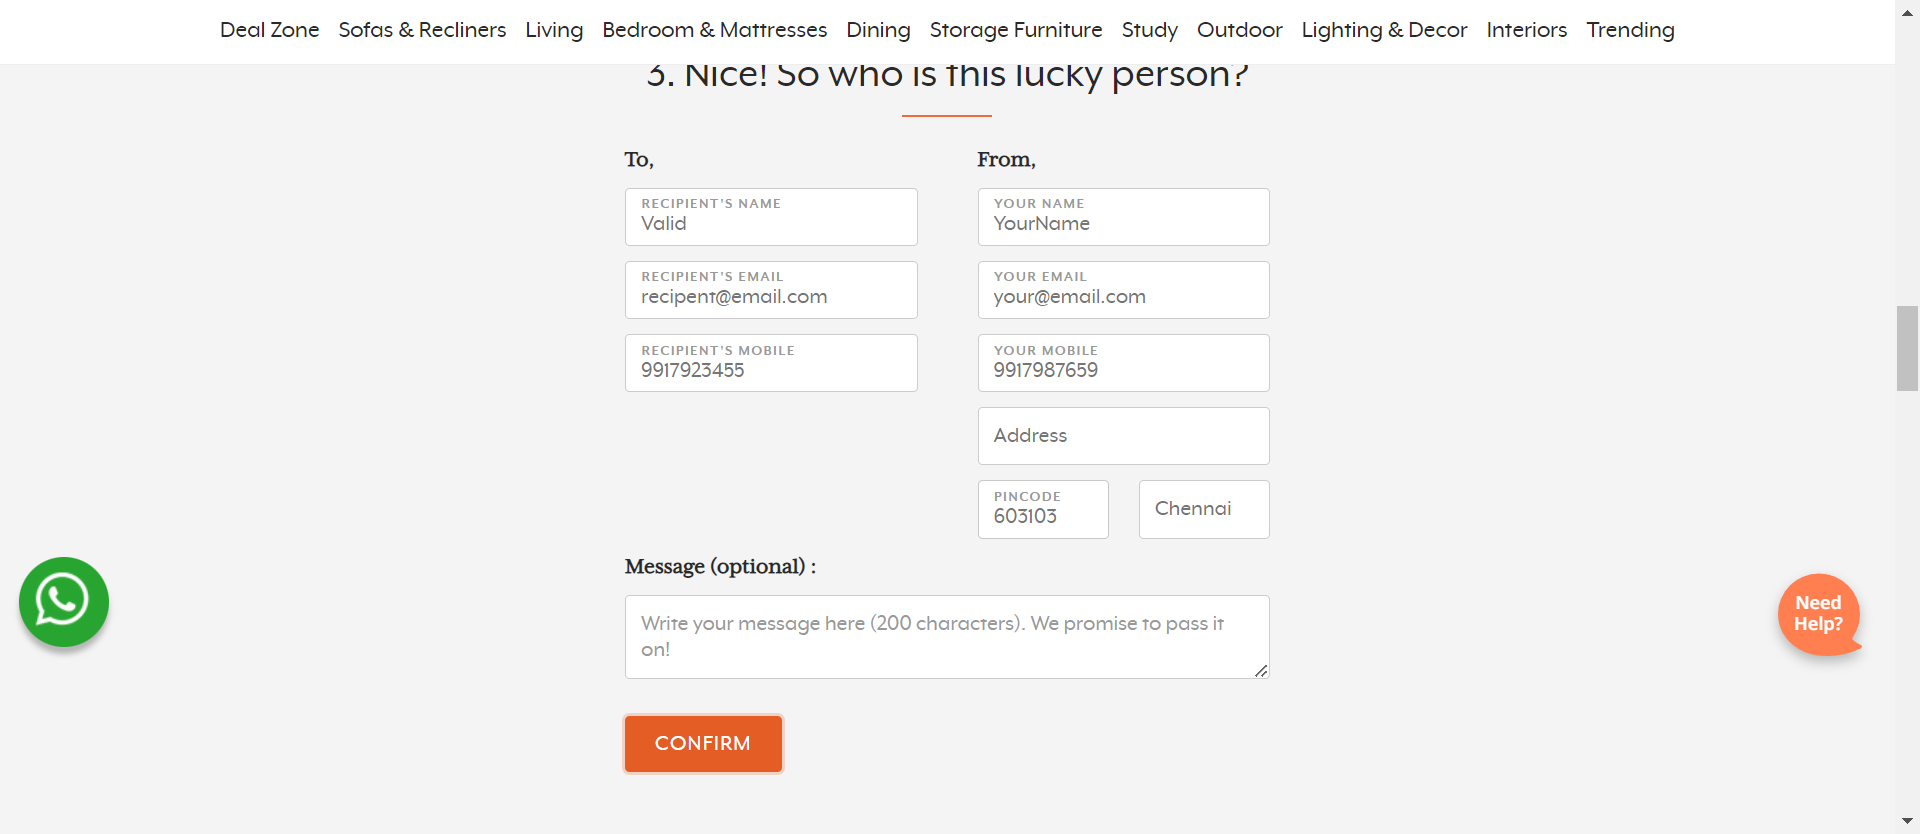 Deal Zone Sofas & Recliners Living Bedroom & Mattresses Dining Storage Furniture Study Outdoor Lighting & Decor Interiors Trending
3. Nice! So who is this lucky person?
To,
From,
RECIPIENT'S NAME
Valid
YOUR NAME
YourName
RECIPIENT'S EMAIL
recipent@email.com
YOUR EMAIL
your@email.com
RECIPIENT'S MOBILE
9917923455
YOUR MOBILE
9917987659
Address
PINCODE
603103
Chennai
Message (optional) :
Write your message here (200 characters). We promise to pass it
on!
CONFIRM
Need
Help?